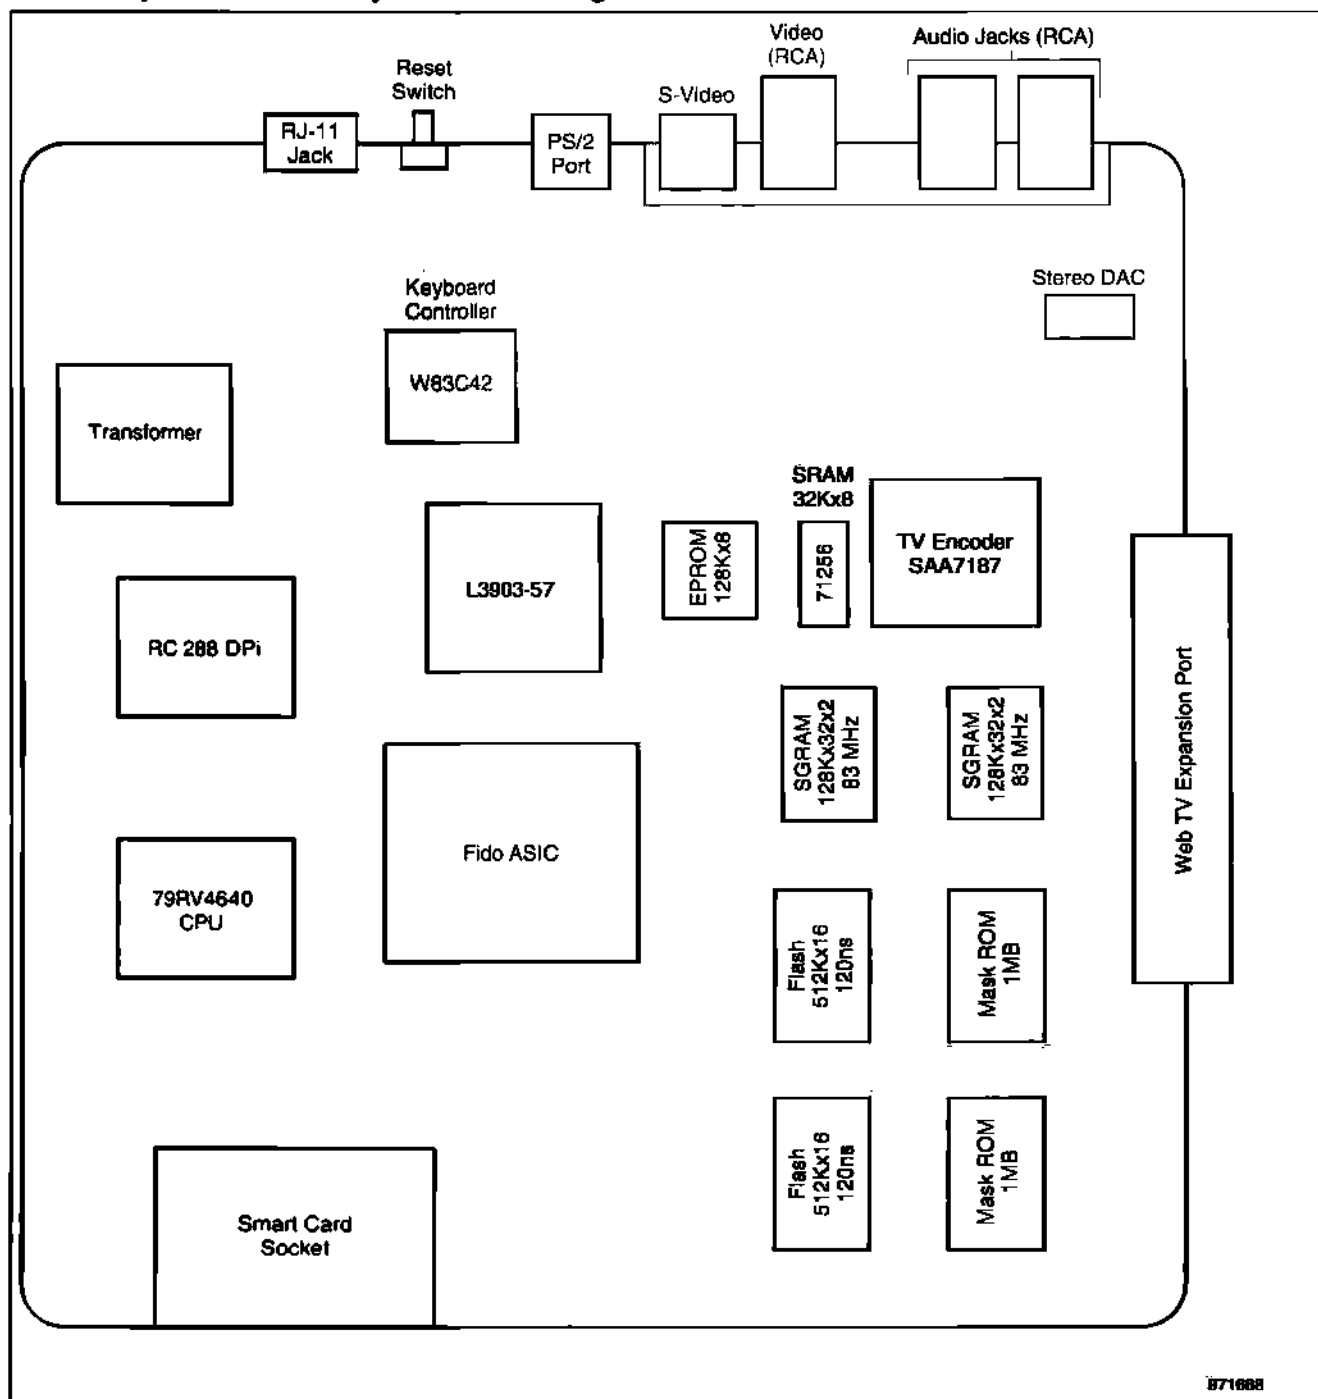 Video
(RCA)
Audio Jacks (RCA)
Reset
Switch
S-Video
RJ-11
Jack
PS/2
Port
Stereo DAC
Keyboard
Controller
W83C42
Transformer
SRAM
32Kx8
TV Encoder
SAA7187
EPROM
128Kx8
71256
L3903-57
RC 288 DPi
Web TV Expansion Port
SGRAM
128Kx32x2
83 MHz
SGRAM
128Kx32x2
83 MHz
Fido ASIC
79RV4640
CPU
Flash
512Kx16
120ns
Mask ROM
1MB
Flash
512Kx16
120ns
Mask ROM
1MB
Smart Card
Socket
971688